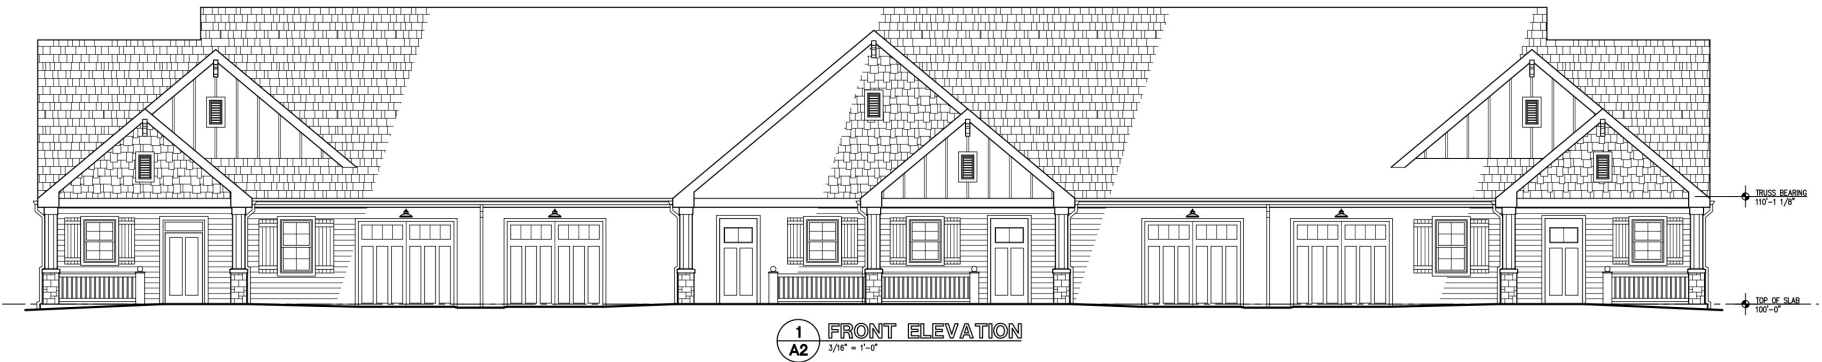 TRUSS BEARING
110'-1 1/8"
TOP OF SLAB
100'-0"
1
A2
FRONT ELEVATION
3/16" = 1'-0"